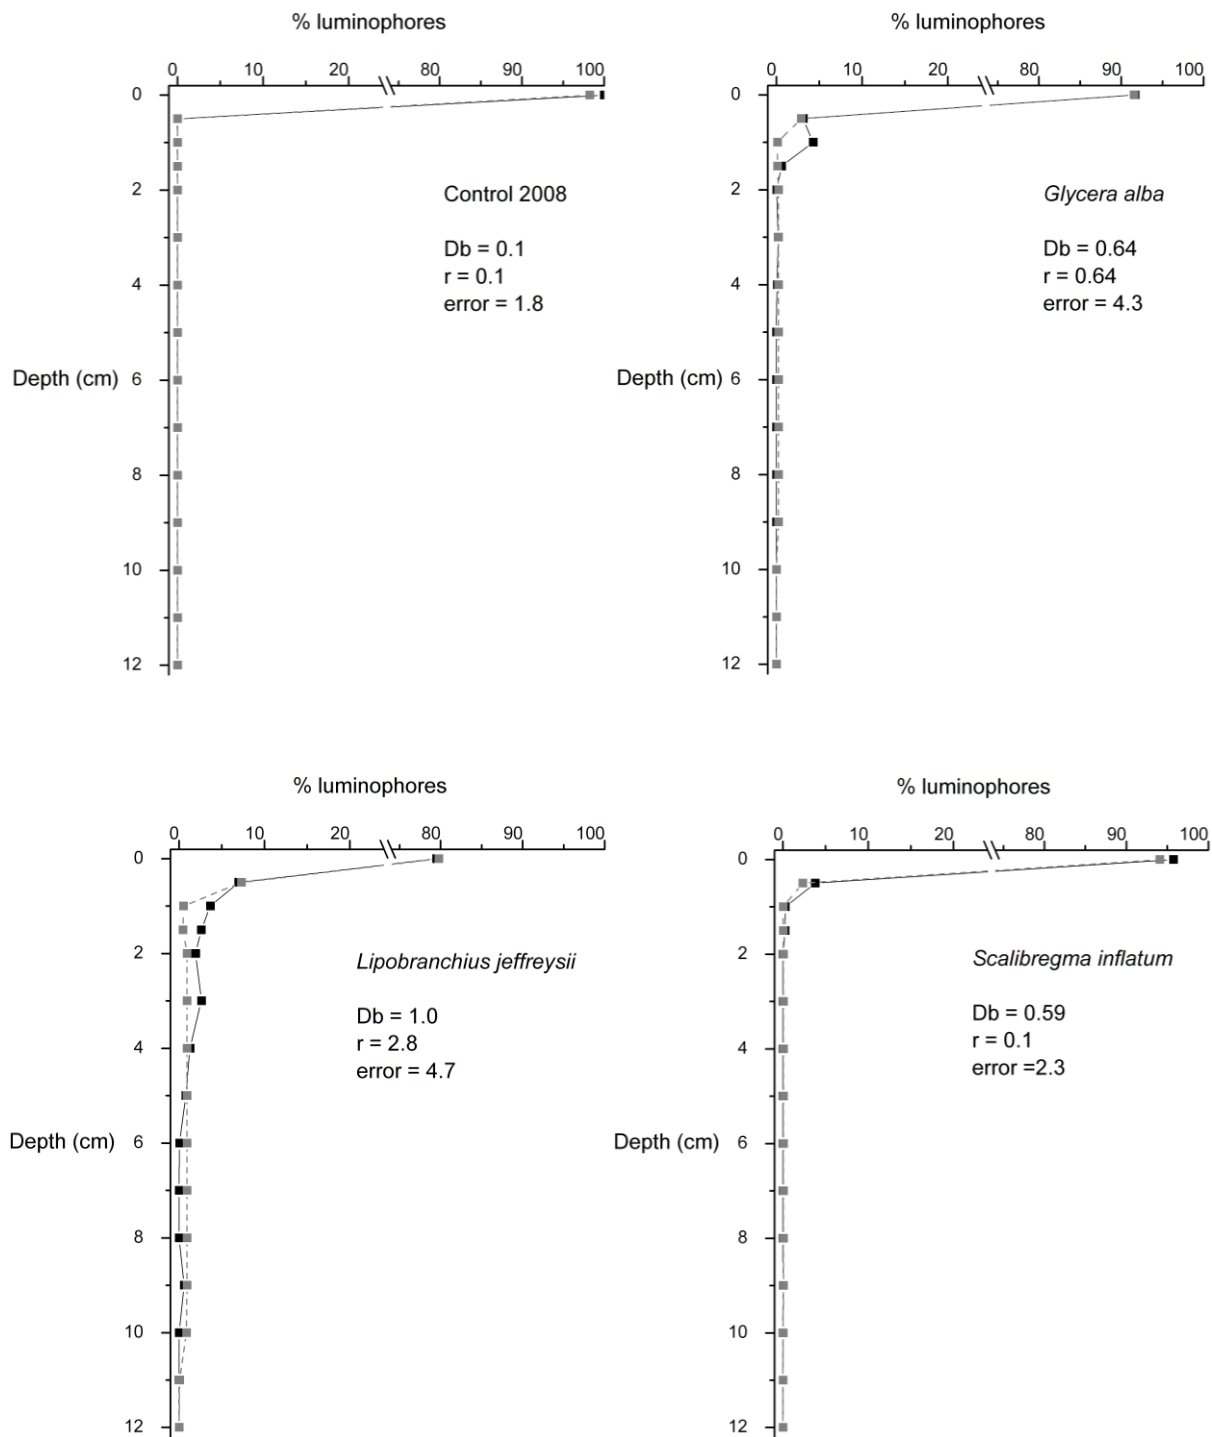 % luminophores
0 10 20 80 90 100
0
2
4
6
8
10
12
Depth (cm)
Control 2008
Db = 0.1
r = 0.1
error = 1.8
% luminophores
0 10 20 80 90 100
0
2
4
6
8
10
12
Depth (cm)
Glycera alba
Db = 0.64
r = 0.64
error = 4.3
% luminophores
0 10 20 80 90 100
0
2
4
6
8
10
12
Depth (cm)
Lipobranchius jeffreysii
Db = 1.0
r = 2.8
error = 4.7
% luminophores
0 10 20 80 90 100
0
2
4
6
8
10
12
Depth (cm)
Scalibregma inflatum
Db = 0.59
r = 0.1
error =2.3